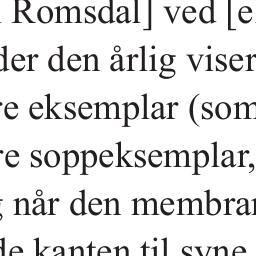 Romsdal] ved [e
der den årlig viser
re eksemplar (som
re soppeksemplar,
g når den membran
de kanten til syne